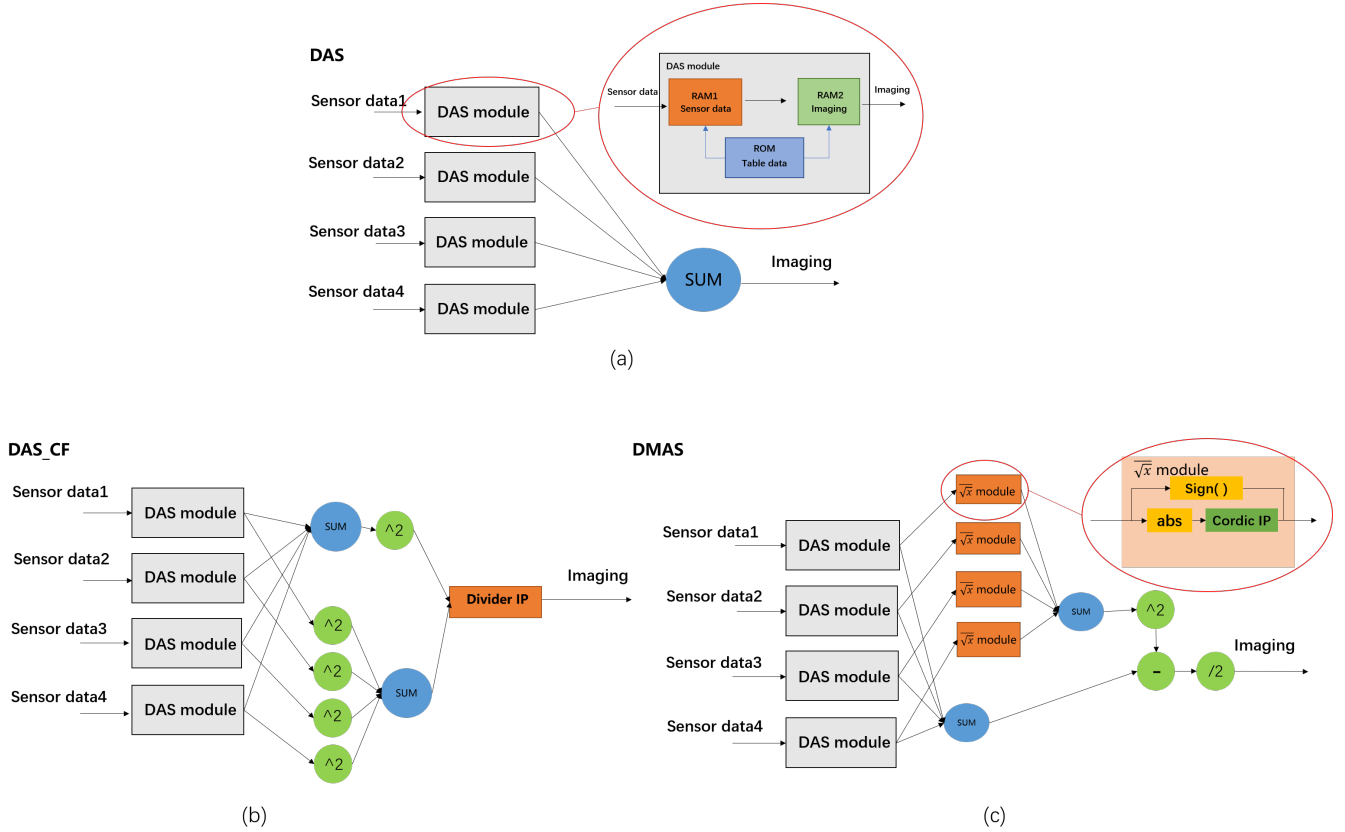 DAS
Sensor data1
DAS module
Sensor data2
DAS module
Sensor data3
DAS module
Sensor data4
DAS module
SUM
Imaging
DAS module
Sensor data
RAM1
Sensor data
RAM2
Imaging
Imaging
ROM
Table data
(a)
DAS_CF
Sensor data1
DAS module
Sensor data2
DAS module
Sensor data3
DAS module
Sensor data4
DAS module
SUM
^2
^2
^2
^2
^2
SUM
Divider IP
Imaging
(b)
DMAS
Sensor data1
DAS module
Sensor data2
DAS module
Sensor data3
DAS module
Sensor data4
DAS module
√x module
√x module
√x module
√x module
SUM
SUM
^2
-
/2
Imaging
√x module
Sign( )
abs
Cordic IP
(c)